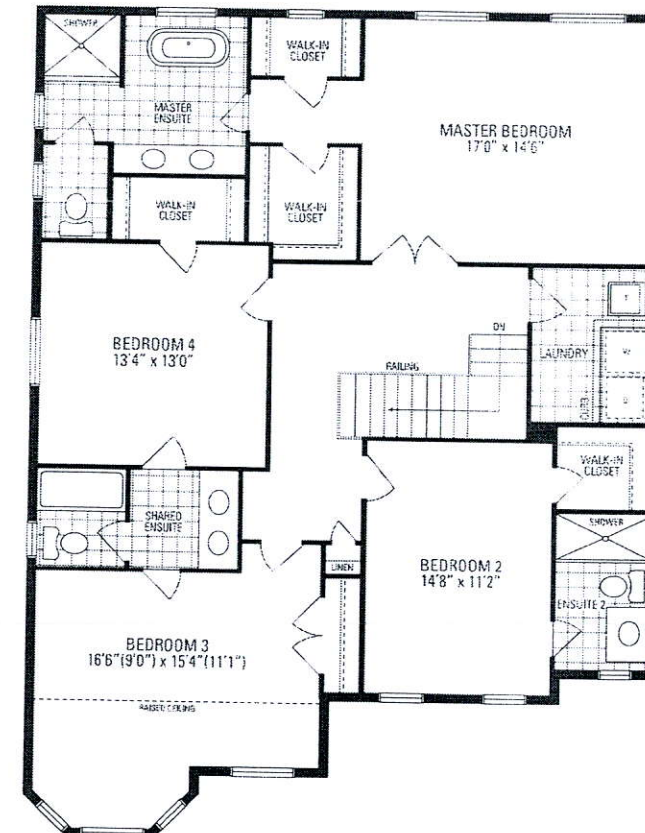 SHOWER
WALK-IN
CLOSET
MASTER
ENSUITE
MASTER BEDROOM
17'0" x 14'6"
WALK-IN
CLOSET
WALK-IN
CLOSET
BEDROOM 4
13'4" x 13'0"
DN
LAUNDRY
RAILING
CURB
WALK-IN
CLOSET
SHARED
ENSUITE
SHOWER
LINEN
BEDROOM 2
14'8" x 11'2"
ENSUITE 2
BEDROOM 3
16'6"(9'0") x 15'4"(11'1")
RAISED CEILING